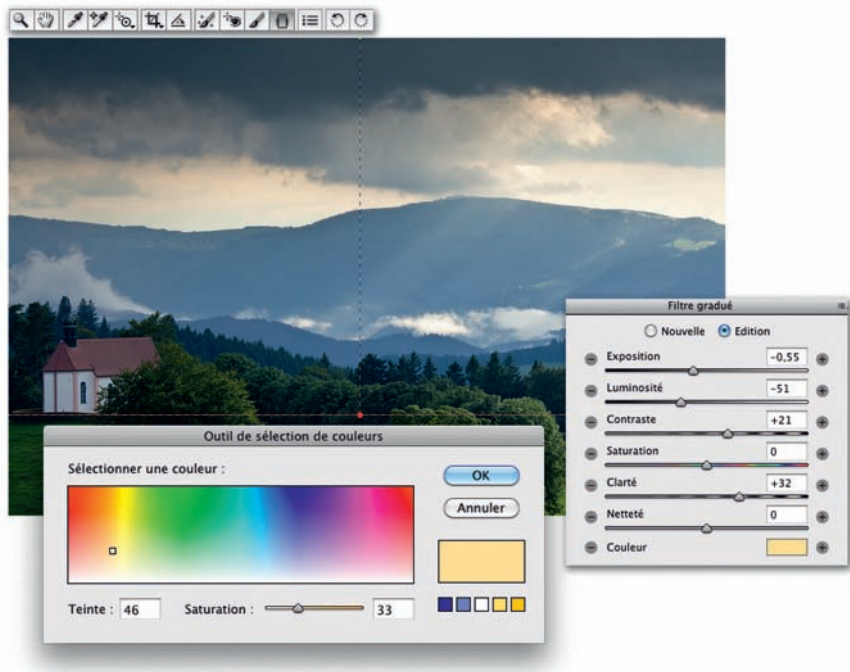 Filtre gradué
Nouvelle Edition
Exposition -0,55
Luminosité -51
Contraste +21
Saturation 0
Clarté +32
Netteté 0
Couleur
Outil de sélection de couleurs
Sélectionner une couleur :
OK
Annuler
Teinte : 46 Saturation : 33